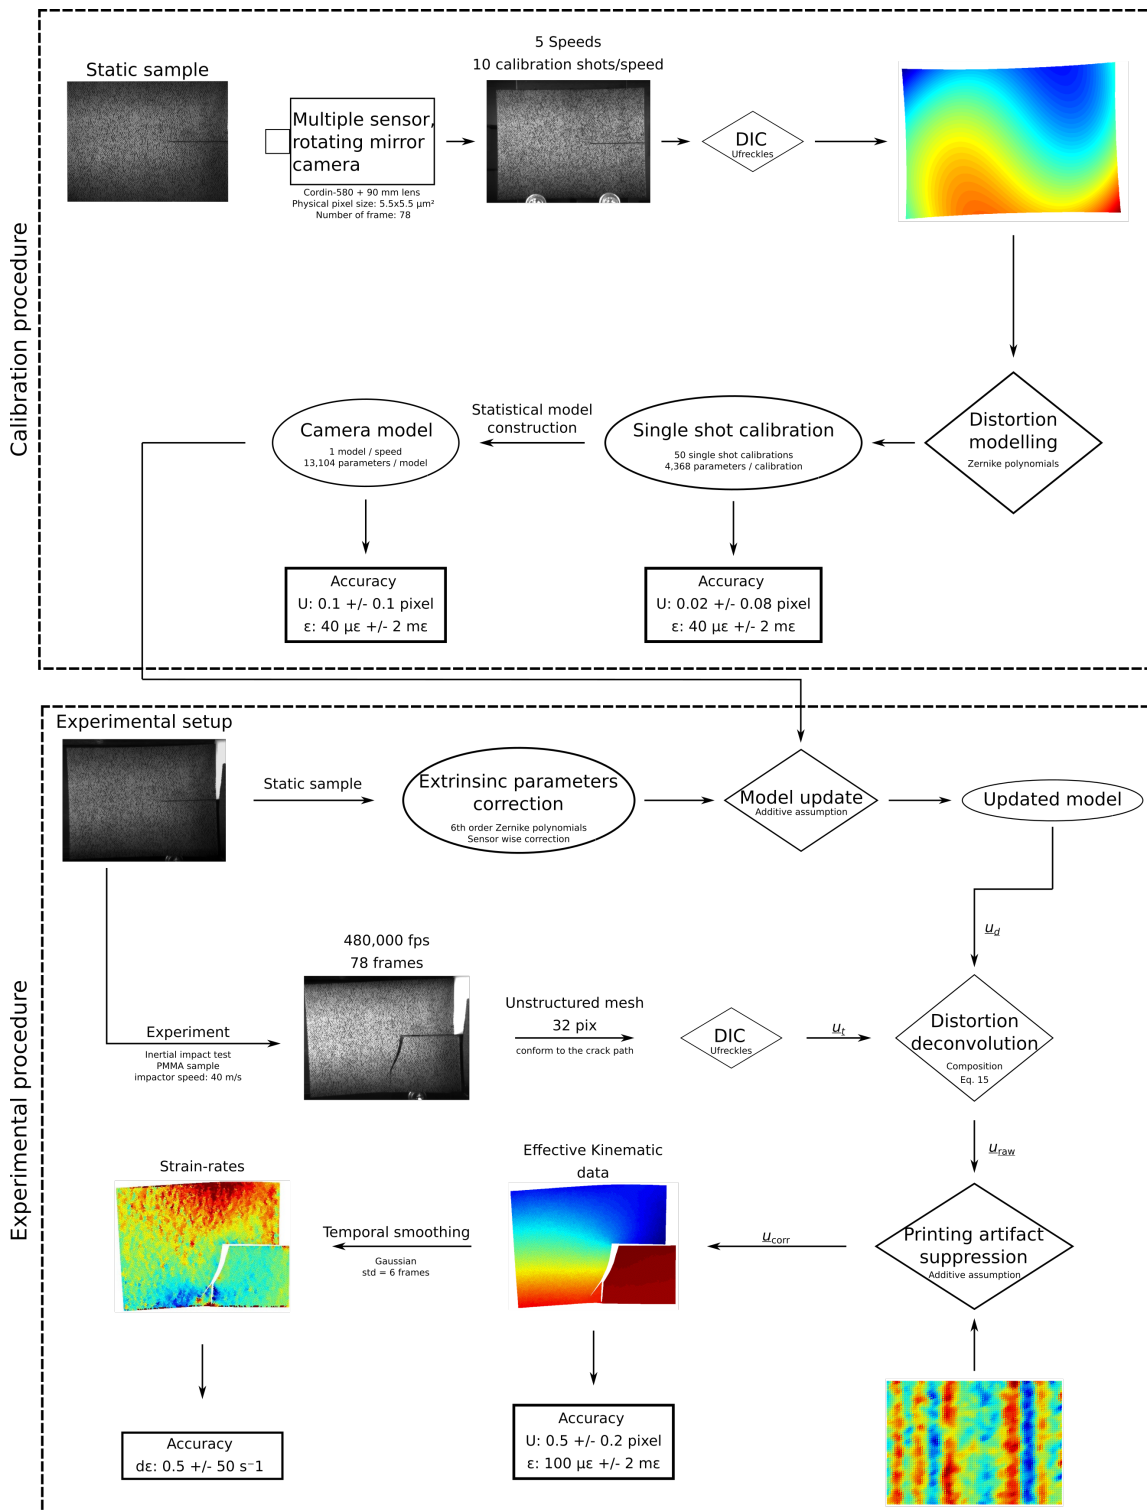 Calibration procedure
Static sample
Multiple sensor,
rotating mirror
camera
Cordin-580 + 90 mm lens
Physical pixel size: 5.5x5.5 µm²
Number of frame: 78
5 Speeds
10 calibration shots/speed
DIC
Ufreckles
Distortion
modelling
Zernike polynomials
Single shot calibration
50 single shot calibrations
4,368 parameters / calibration
Statistical model
construction
Camera model
1 model / speed
13,104 parameters / model
Accuracy
U: 0.1 +/- 0.1 pixel
ε: 40 µε +/- 2 mε
Accuracy
U: 0.02 +/- 0.08 pixel
ε: 40 µε +/- 2 mε
Experimental procedure
Experimental setup
Static sample
Extrinsinc parameters
correction
6th order Zernike polynomials
Sensor wise correction
Model update
Additive assumption
Updated model
u_d
Experiment
Inertial impact test
PMMA sample
impactor speed: 40 m/s
480,000 fps
78 frames
Unstructured mesh
32 pix
conform to the crack path
DIC
Ufreckles
u_t
Distortion
deconvolution
Composition
Eq. 15
u_raw
Printing artifact
suppression
Additive assumption
u_corr
Effective Kinematic
data
Temporal smoothing
Gaussian
std = 6 frames
Strain-rates
Accuracy
dε: 0.5 +/- 50 s⁻¹
Accuracy
U: 0.5 +/- 0.2 pixel
ε: 100 µε +/- 2 mε